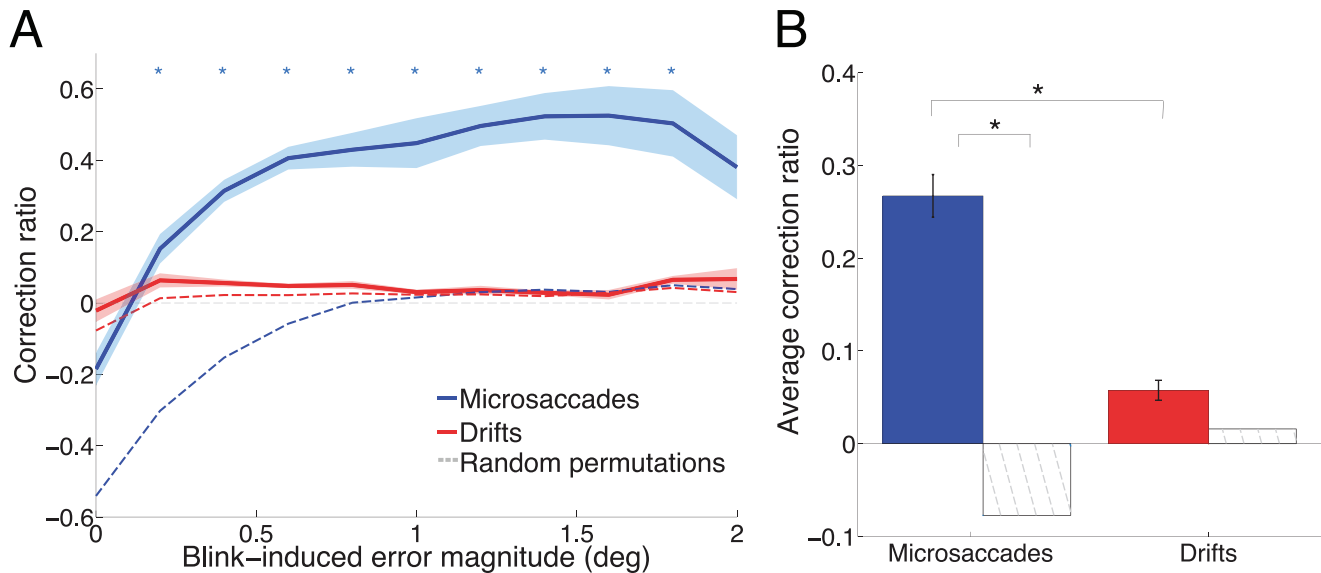 A
Correction ratio
0.6
0.4
0.2
0
−0.2
−0.4
−0.6
* * * * * * * * *
Microsaccades
Drifts
Random permutations
0 0.5 1 1.5 2
Blink−induced error magnitude (deg)
B
Average correction ratio
0.4
0.3
0.2
0.1
0
−0.1
*
*
Microsaccades Drifts